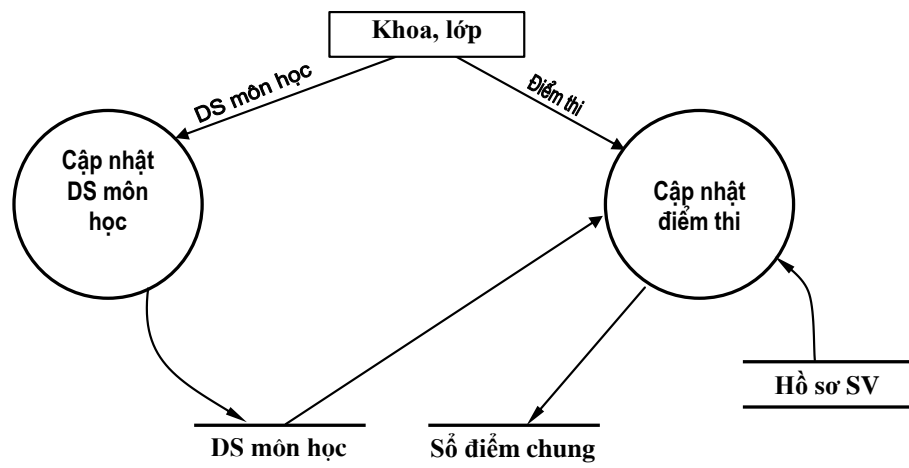 Khoa, lớp
DS môn học
Điểm thi
Cập nhật
DS môn
học
Cập nhật
điểm thi
Hồ sơ SV
DS môn học
Sổ điểm chung